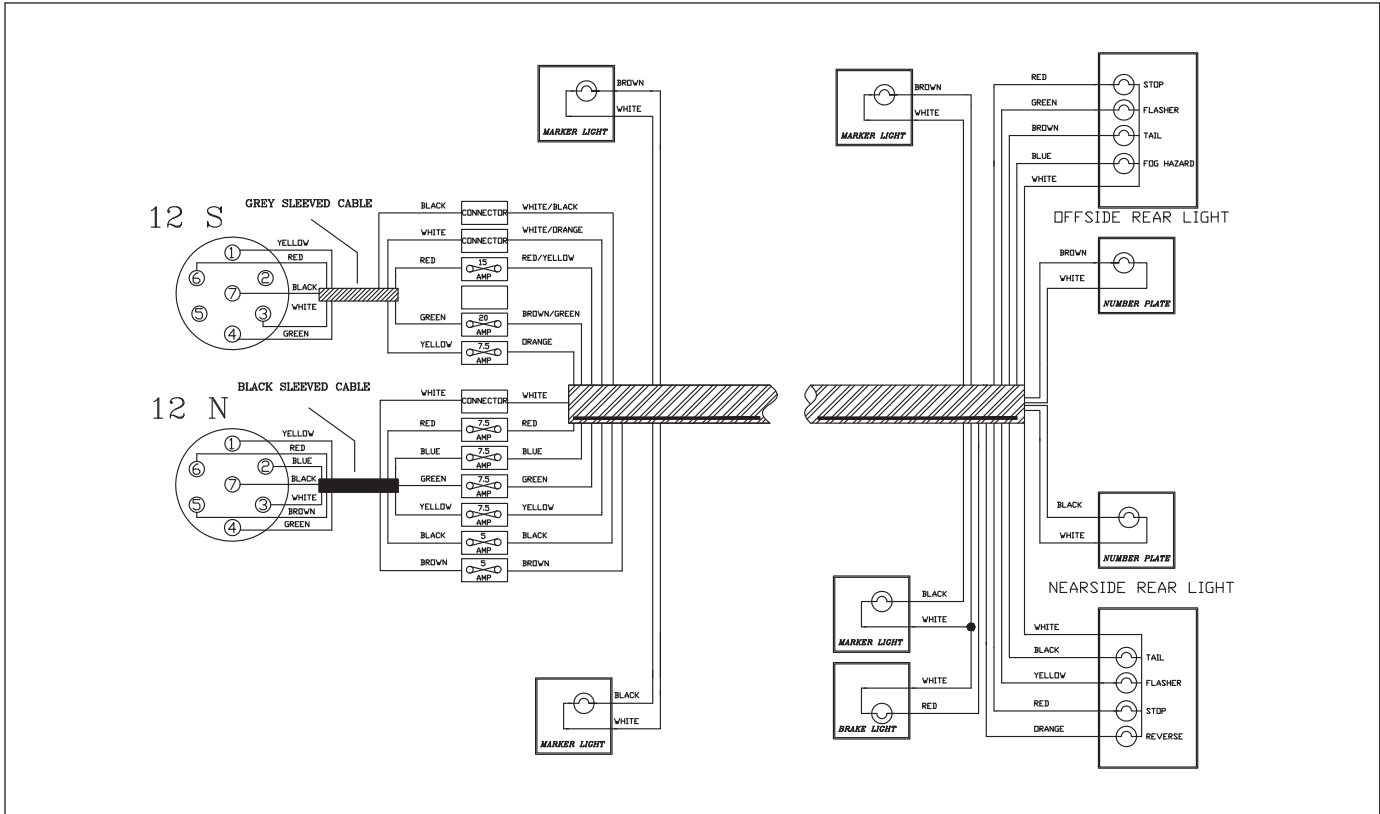 BROWN
WHITE
MARKER LIGHT
BROWN
WHITE
MARKER LIGHT
RED
STOP
GREEN
FLASHER
BROWN
TAIL
BLUE
FOG HAZARD
WHITE
OFFSIDE REAR LIGHT
12 S
GREY SLEEVED CABLE
YELLOW
RED
BLACK
WHITE
GREEN
1
6
2
7
5
3
4
BLACK
CONNECTOR
WHITE/BLACK
WHITE
CONNECTOR
WHITE/ORANGE
RED
15
AMP
RED/YELLOW
GREEN
20
AMP
BROWN/GREEN
YELLOW
7.5
AMP
ORANGE
BROWN
WHITE
NUMBER PLATE
12 N
BLACK SLEEVED CABLE
YELLOW
RED
BLUE
BLACK
WHITE
BROWN
GREEN
1
6
2
7
5
3
4
WHITE
CONNECTOR
WHITE
RED
7.5
AMP
RED
BLUE
7.5
AMP
BLUE
GREEN
7.5
AMP
GREEN
YELLOW
7.5
AMP
YELLOW
BLACK
5
AMP
BLACK
BROWN
5
AMP
BROWN
BLACK
WHITE
NUMBER PLATE
NEARSIDE REAR LIGHT
BLACK
WHITE
MARKER LIGHT
WHITE
RED
BRAKE LIGHT
WHITE
BLACK
TAIL
YELLOW
FLASHER
RED
STOP
ORANGE
REVERSE
BLACK
WHITE
MARKER LIGHT